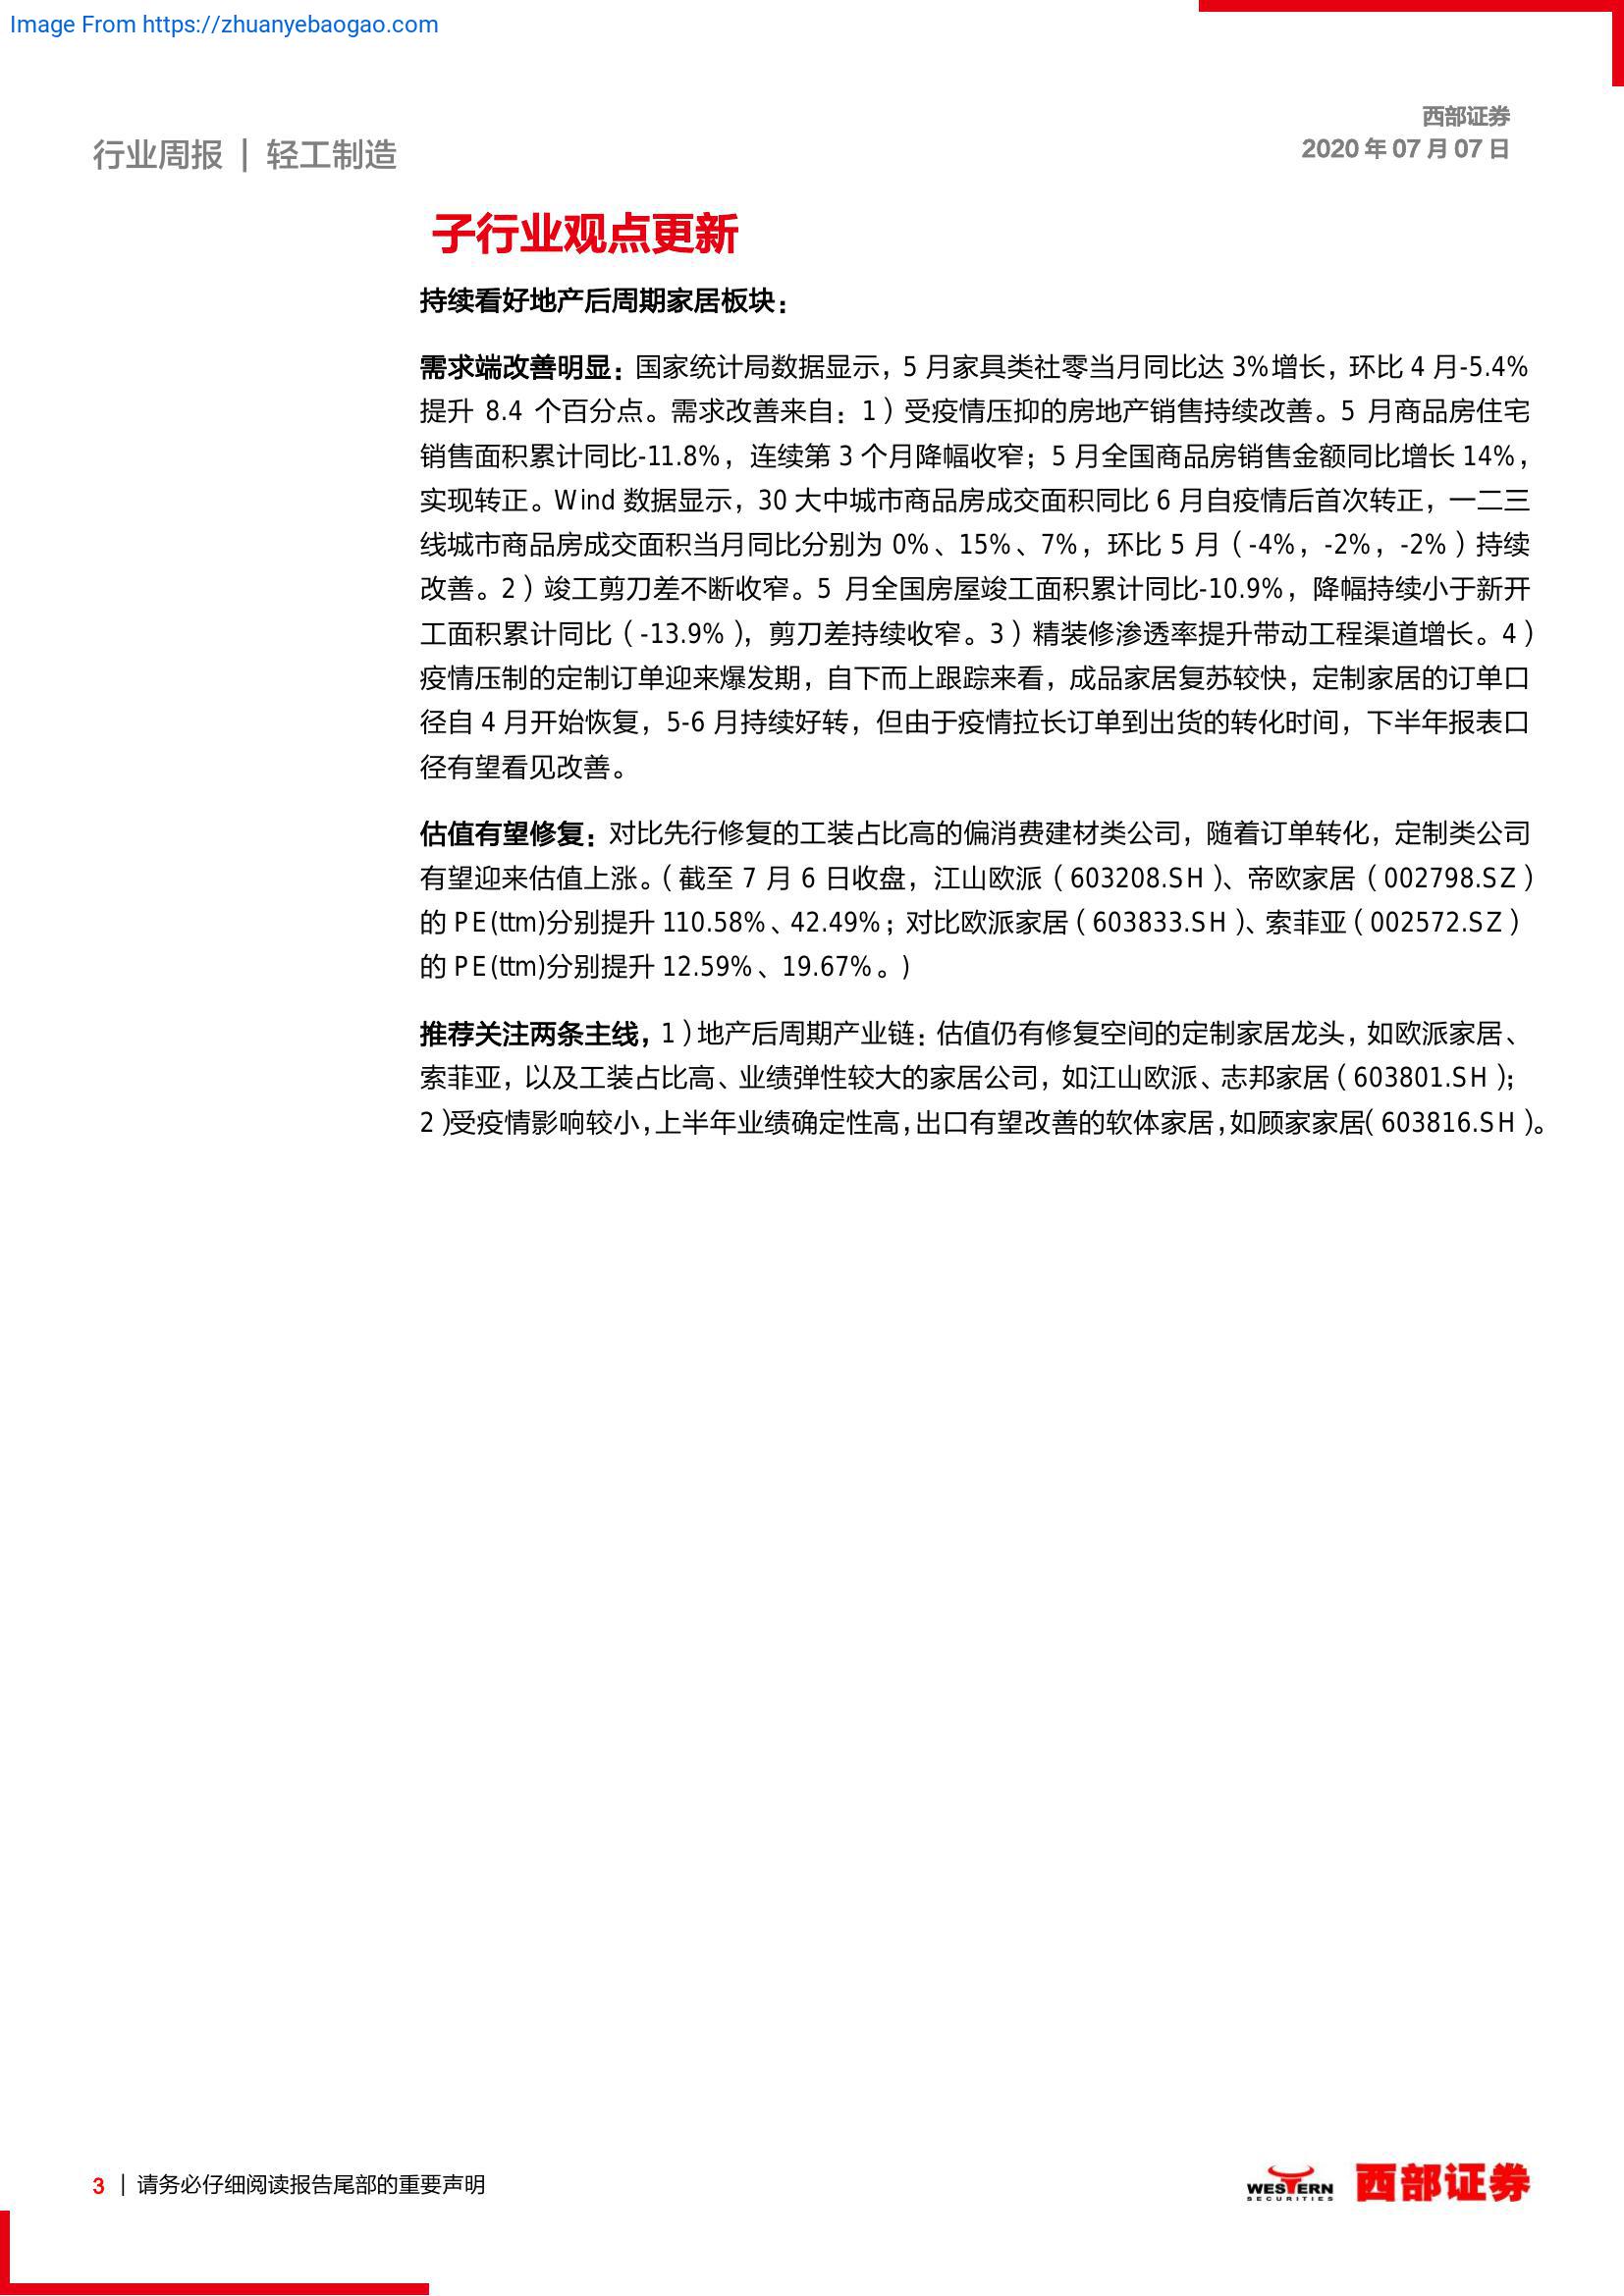 Image From https://zhuanyebaogao.com
西部证券
2020 年 07 月 07 日
行业周报 | 轻工制造
子行业观点更新
持续看好地产后周期家居板块：
需求端改善明显：国家统计局数据显示，5 月家具类社零当月同比达 3%增长，环比 4 月-5.4%
提升 8.4 个百分点。需求改善来自：1）受疫情压抑的房地产销售持续改善。5 月商品房住宅
销售面积累计同比-11.8%，连续第 3 个月降幅收窄；5 月全国商品房销售金额同比增长 14%，
实现转正。Wind 数据显示，30 大中城市商品房成交面积同比 6 月自疫情后首次转正，一二三
线城市商品房成交面积当月同比分别为 0%、15%、7%，环比 5 月（-4%，-2%，-2%）持续
改善。2）竣工剪刀差不断收窄。5 月全国房屋竣工面积累计同比-10.9%，降幅持续小于新开
工面积累计同比（-13.9%），剪刀差持续收窄。3）精装修渗透率提升带动工程渠道增长。4）
疫情压制的定制订单迎来爆发期，自下而上跟踪来看，成品家居复苏较快，定制家居的订单口
径自 4 月开始恢复，5-6 月持续好转，但由于疫情拉长订单到出货的转化时间，下半年报表口
径有望看见改善。
估值有望修复：对比先行修复的工装占比高的偏消费建材类公司，随着订单转化，定制类公司
有望迎来估值上涨。（截至 7 月 6 日收盘，江山欧派（603208.SH）、帝欧家居（002798.SZ）
的 PE(ttm)分别提升 110.58%、42.49%；对比欧派家居（603833.SH）、索菲亚（002572.SZ）
的 PE(ttm)分别提升 12.59%、19.67%。)
推荐关注两条主线，1）地产后周期产业链：估值仍有修复空间的定制家居龙头，如欧派家居、
索菲亚，以及工装占比高、业绩弹性较大的家居公司，如江山欧派、志邦家居（603801.SH）；
2）受疫情影响较小，上半年业绩确定性高，出口有望改善的软体家居，如顾家家居（603816.SH）。
3 | 请务必仔细阅读报告尾部的重要声明
WESTERN
SECURITIES
西部证券